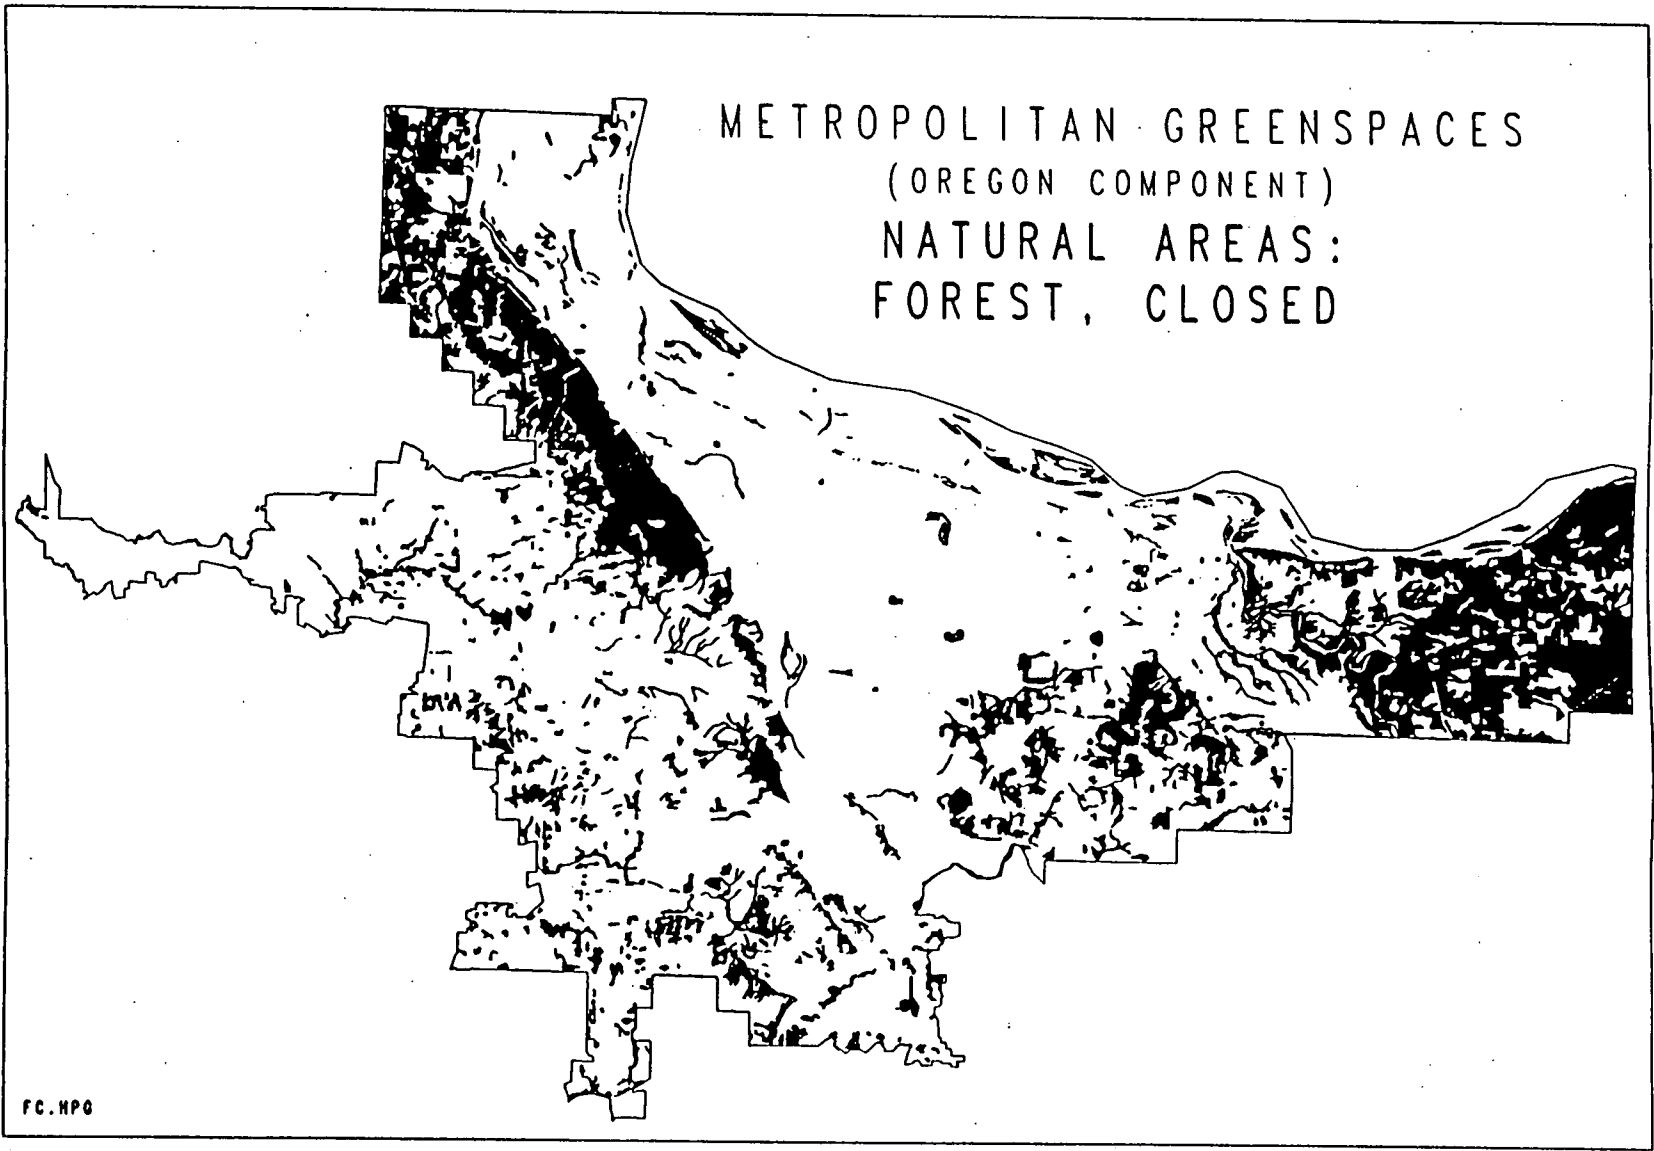 METROPOLITAN GREENSPACES
(OREGON COMPONENT)
NATURAL AREAS:
FOREST, CLOSED
FC.HPG